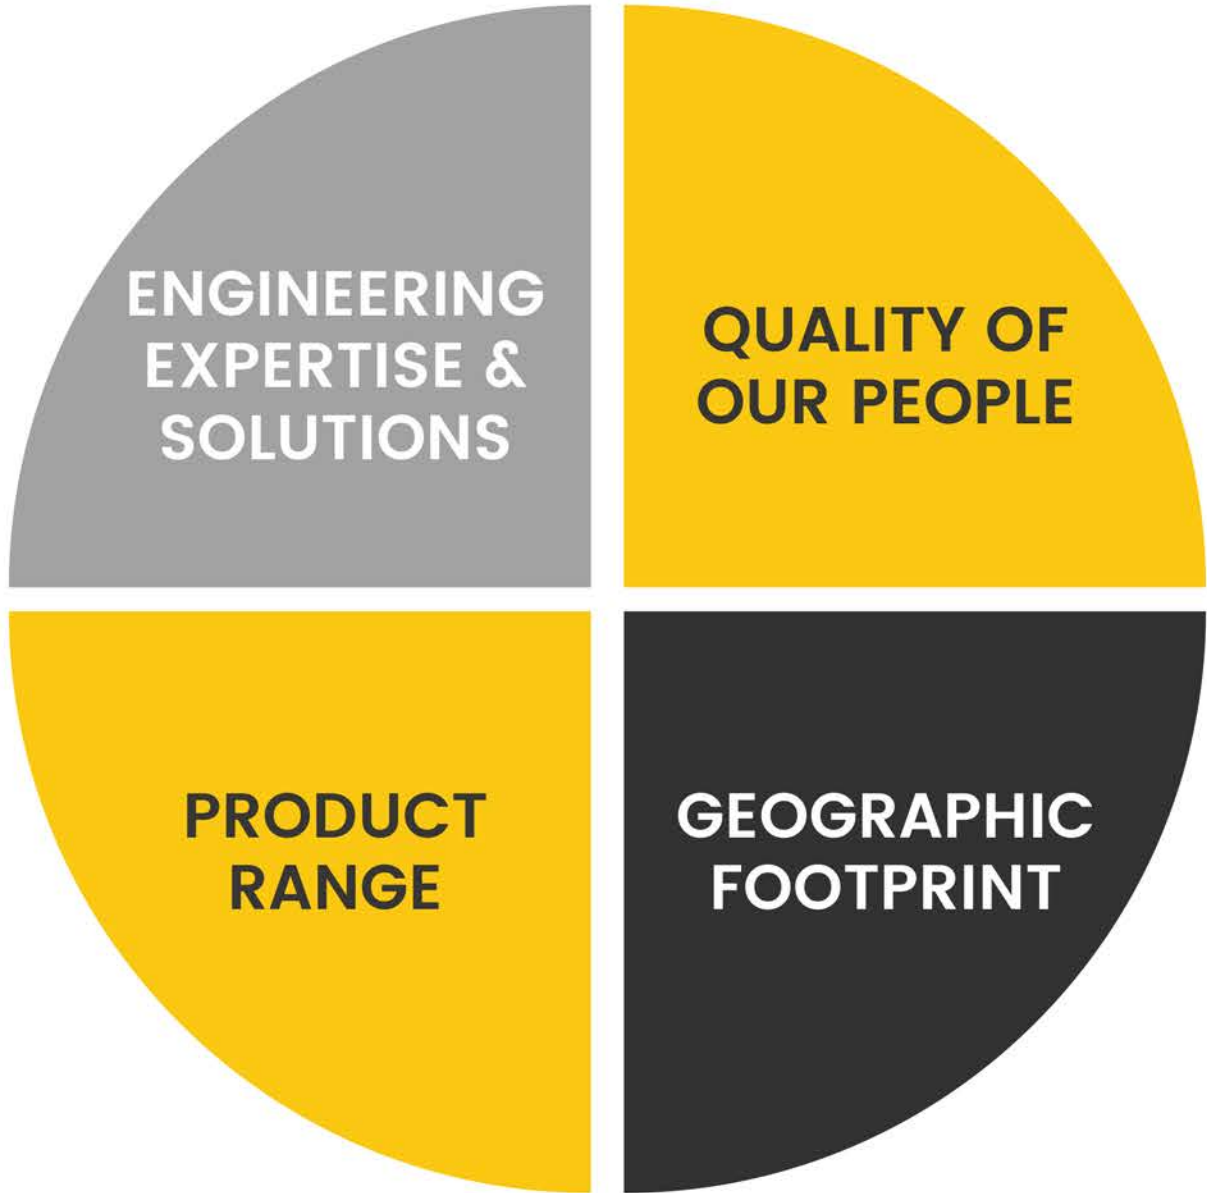 ENGINEERING
EXPERTISE &
SOLUTIONS
QUALITY OF
OUR PEOPLE
PRODUCT
RANGE
GEOGRAPHIC
FOOTPRINT